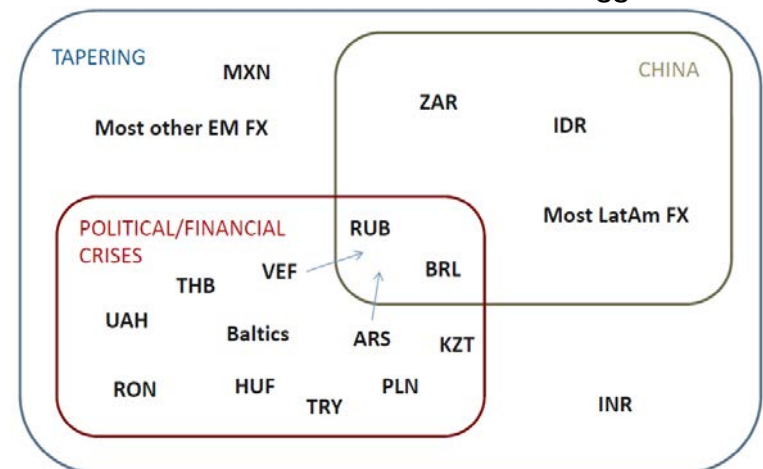 TAPERING
MXN
CHINA
ZAR
Most other EM FX
IDR
Most LatAm FX
POLITICAL/FINANCIAL
CRISES
RUB
VEF
BRL
THB
UAH
Baltics
ARS
KZT
RON
HUF
PLN
TRY
INR